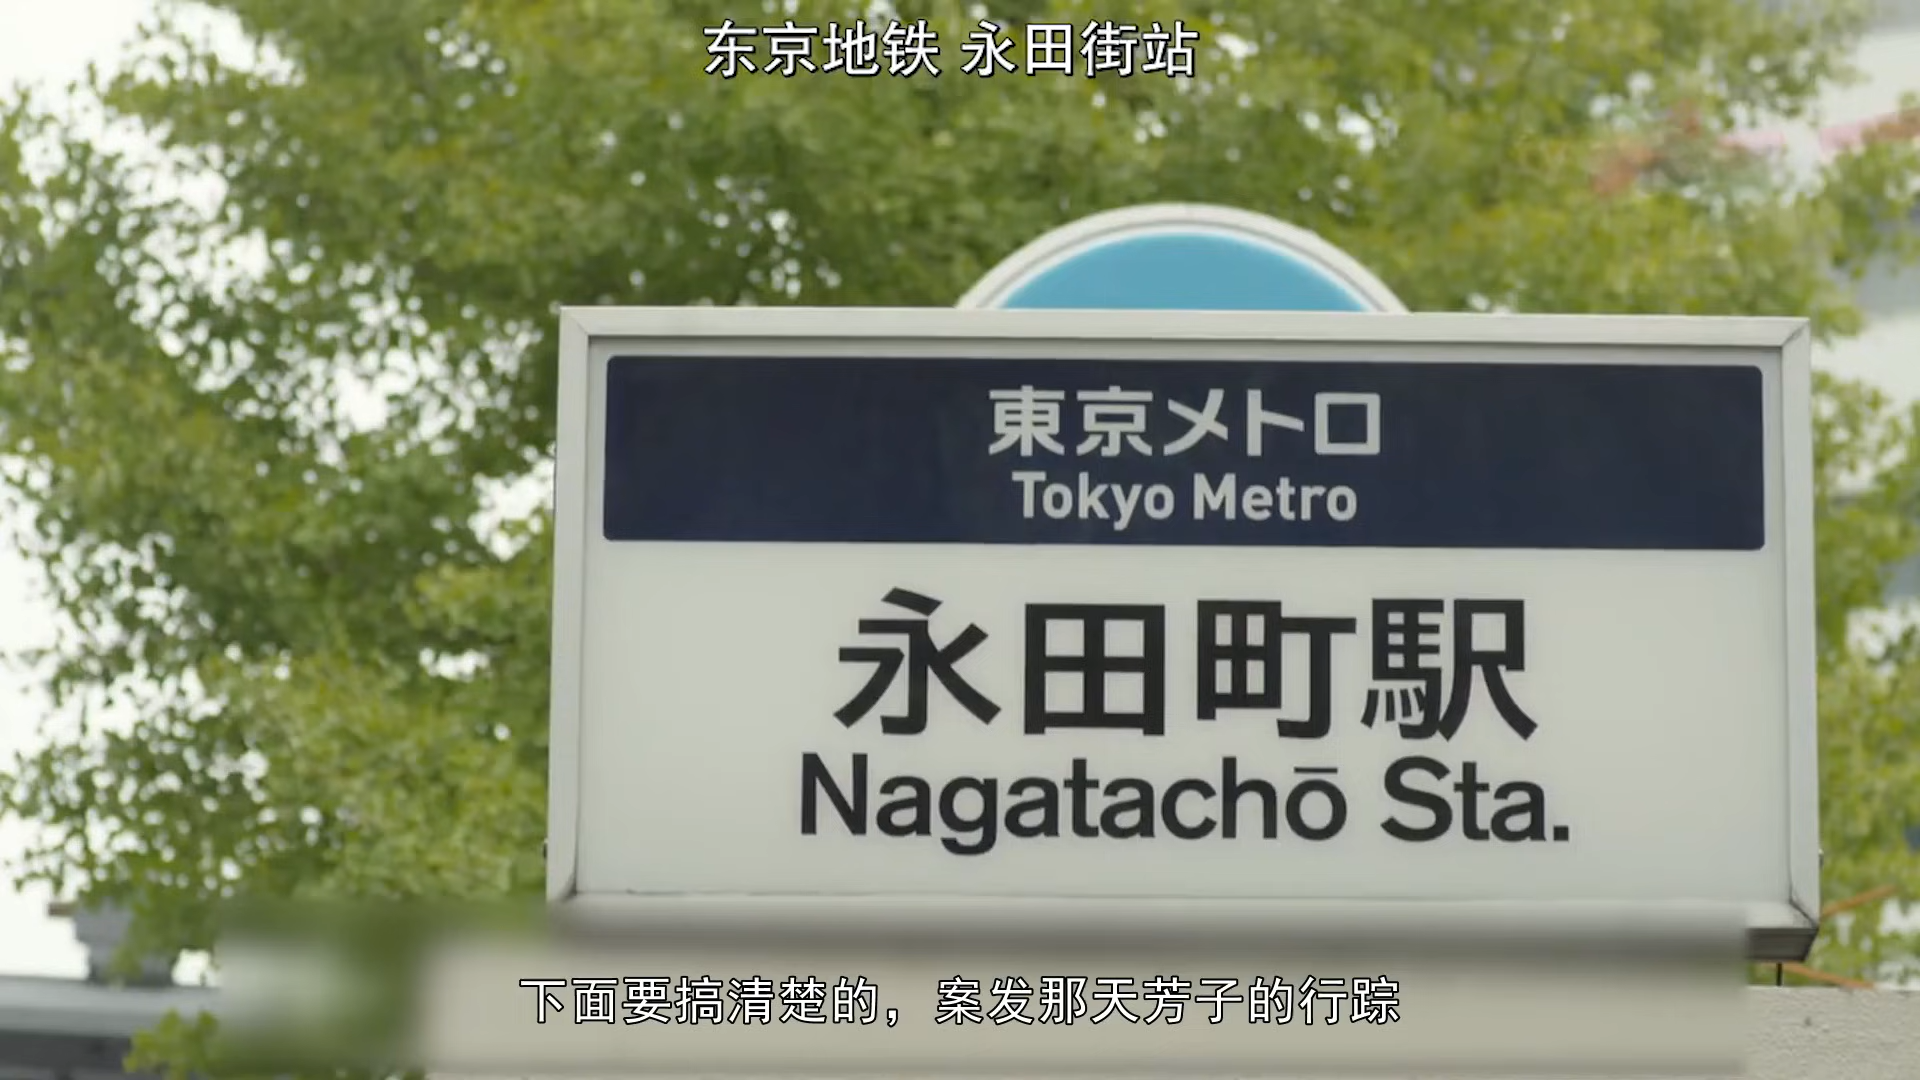 东京地铁 永田街站
東京メトロ
Tokyo Metro
永田町駅
Nagatachō Sta.
下面要搞清楚的，案发那天芳子的行踪